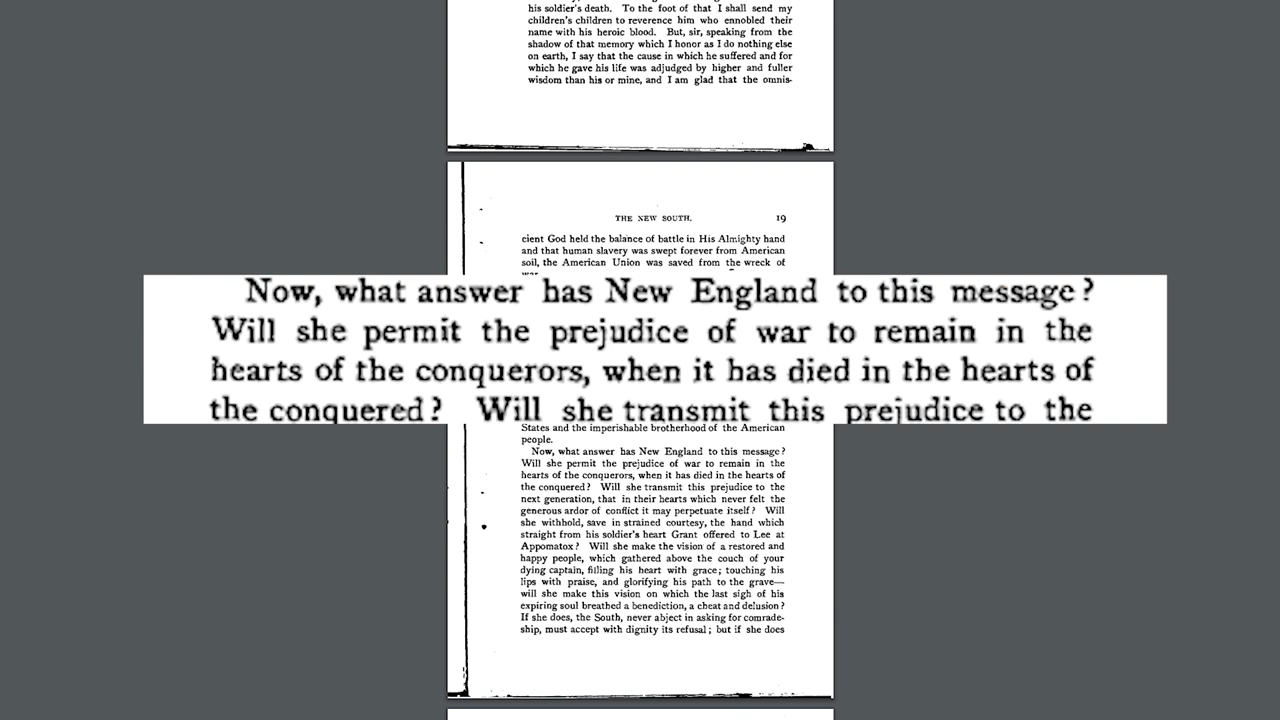 his soldier's death. To the foot of that I shall send my
children's children to reverence him who ennobled their
name with his heroic blood. But, sir, speaking from the
shadow of that memory which I honor as I do nothing else
on earth, I say that the cause in which he suffered and for
which he gave his life was adjudged by higher and fuller
wisdom than his or mine, and I am glad that the omnis-
THE NEW SOUTH. 19
cient God held the balance of battle in His Almighty hand
and that human slavery was swept forever from American
soil, the American Union was saved from the wreck of
Now, what answer has New England to this message?
Will she permit the prejudice of war to remain in the
hearts of the conquerors, when it has died in the hearts of
the conquered? Will she transmit this prejudice to the
States and the imperishable brotherhood of the American
people.
Now, what answer has New England to this message?
Will she permit the prejudice of war to remain in the
hearts of the conquerors, when it has died in the hearts of
the conquered? Will she transmit this prejudice to the
next generation, that in their hearts which never felt the
generous ardor of conflict it may perpetuate itself? Will
she withhold, save in strained courtesy, the hand which
straight from his soldier's heart Grant offered to Lee at
Appomatox? Will she make the vision of a restored and
happy people, which gathered above the couch of your
dying captain, filling his heart with grace; touching his
lips with praise, and glorifying his path to the grave—
will she make this vision on which the last sigh of his
expiring soul breathed a benediction, a cheat and delusion?
If she does, the South, never abject in asking for comrade-
ship, must accept with dignity its refusal; but if she does